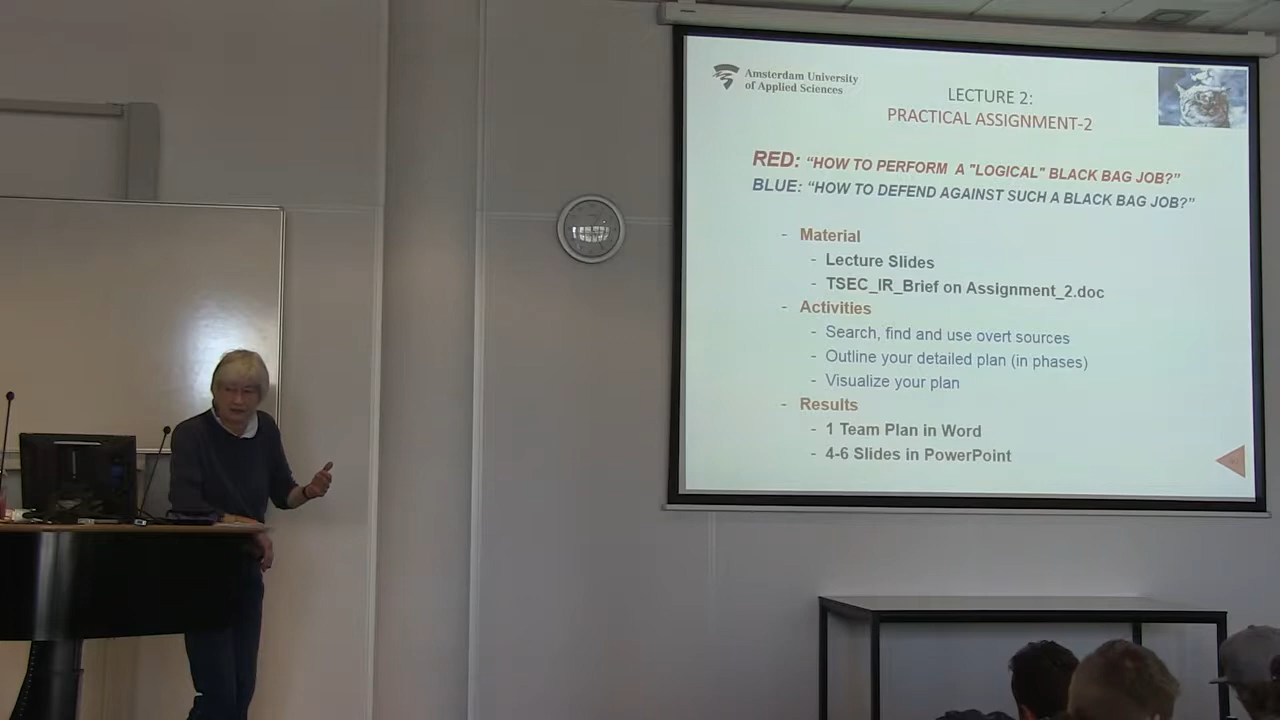 Amsterdam University
of Applied Sciences
LECTURE 2:
PRACTICAL ASSIGNMENT-2
RED: “HOW TO PERFORM A "LOGICAL" BLACK BAG JOB?”
BLUE: “HOW TO DEFEND AGAINST SUCH A BLACK BAG JOB?”
- Material
- Lecture Slides
- TSEC_IR_Brief on Assignment_2.doc
- Activities
- Search, find and use overt sources
- Outline your detailed plan (in phases)
- Visualize your plan
- Results
- 1 Team Plan in Word
- 4-6 Slides in PowerPoint